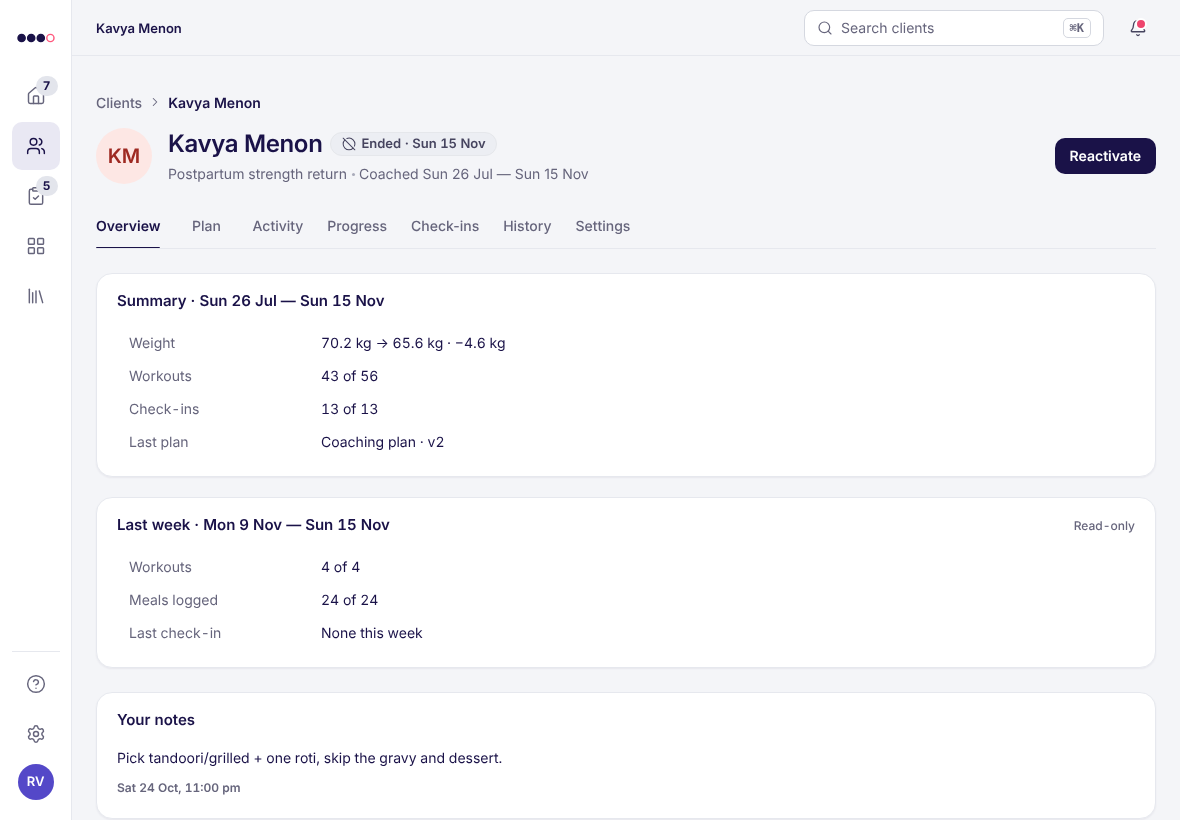 Kavya Menon
Search clients
⌘K
7
5
Clients > Kavya Menon
KM
Kavya Menon
Ended · Sun 15 Nov
Postpartum strength return · Coached Sun 26 Jul — Sun 15 Nov
Reactivate
Overview
Plan
Activity
Progress
Check-ins
History
Settings
Summary · Sun 26 Jul — Sun 15 Nov
Weight 70.2 kg → 65.6 kg · −4.6 kg
Workouts 43 of 56
Check-ins 13 of 13
Last plan Coaching plan · v2
Last week · Mon 9 Nov — Sun 15 Nov
Read-only
Workouts 4 of 4
Meals logged 24 of 24
Last check-in None this week
Your notes
Pick tandoori/grilled + one roti, skip the gravy and dessert.
Sat 24 Oct, 11:00 pm
RV